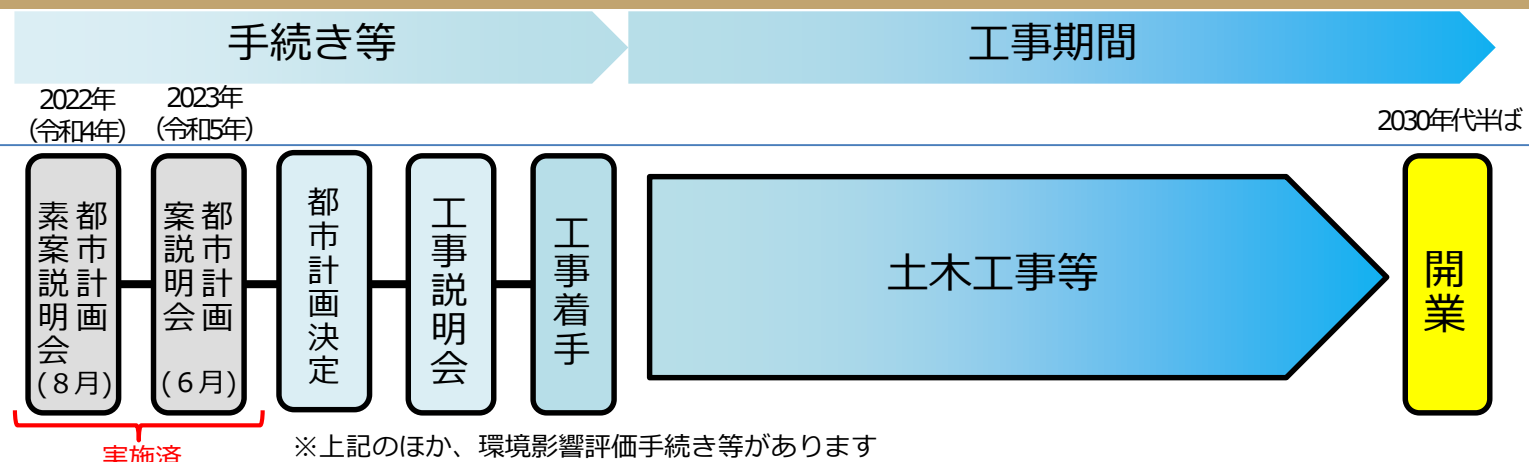 手続き等
工事期間
2022年
(令和4年)
2023年
(令和5年)
2030年代半ば
都市計画
素案説明会
(8月)
都市計画
案説明会
(6月)
都市計画決定
工事説明会
工事着手
土木工事等
開業
実施済
※上記のほか、環境影響評価手続き等があります